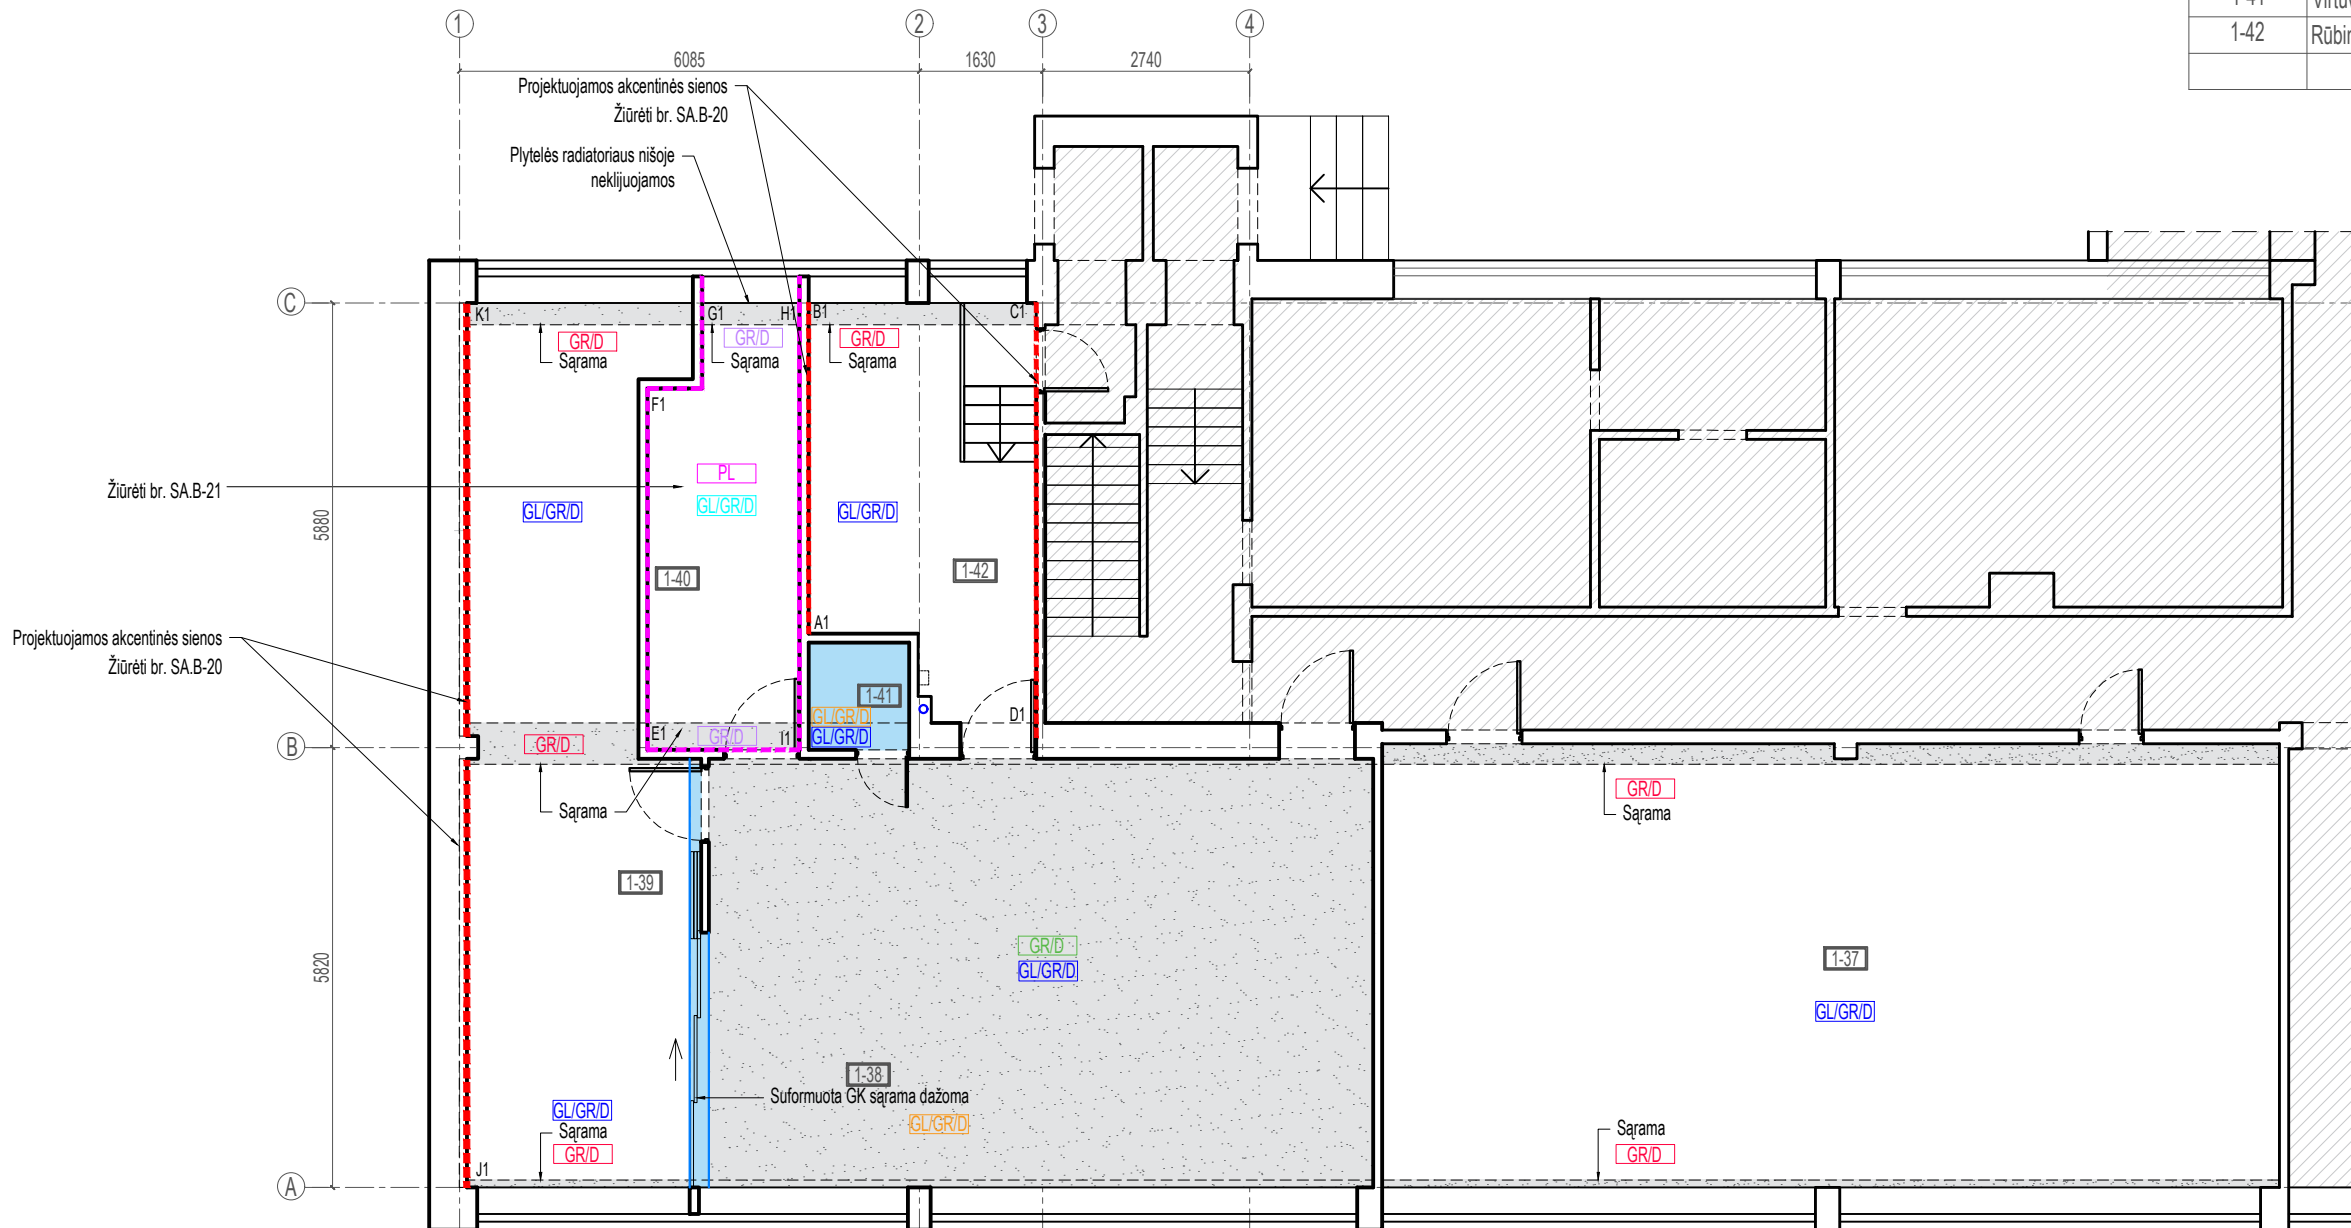 1
2
3
4
1-42
6085
1630
2740
Projektuojamos akcentinės sienos
Žiūrėti br. SA.B-20
Plytelės radiatoriaus nišoje
neklijuojamos
C
K1
G1
H1
B1
C1
GR/D
GR/D
GR/D
Sąrama
Sąrama
Sąrama
F1
PL
Žiūrėti br. SA.B-21
GL/GR/D
GL/GR/D
GL/GR/D
5880
1-40
1-42
A1
Projektuojamos akcentinės sienos
Žiūrėti br. SA.B-20
1-41
GL/GR/D
GL/GR/D
D1
E1
GR/D
I1
B
GR/D
Sąrama
GR/D
Sąrama
1-39
GR/D
GL/GR/D
1-37
GL/GR/D
5820
1-38
Suformuota GK sąrama dažoma
GL/GR/D
GL/GR/D
Sąrama
GR/D
Sąrama
GR/D
J1
A